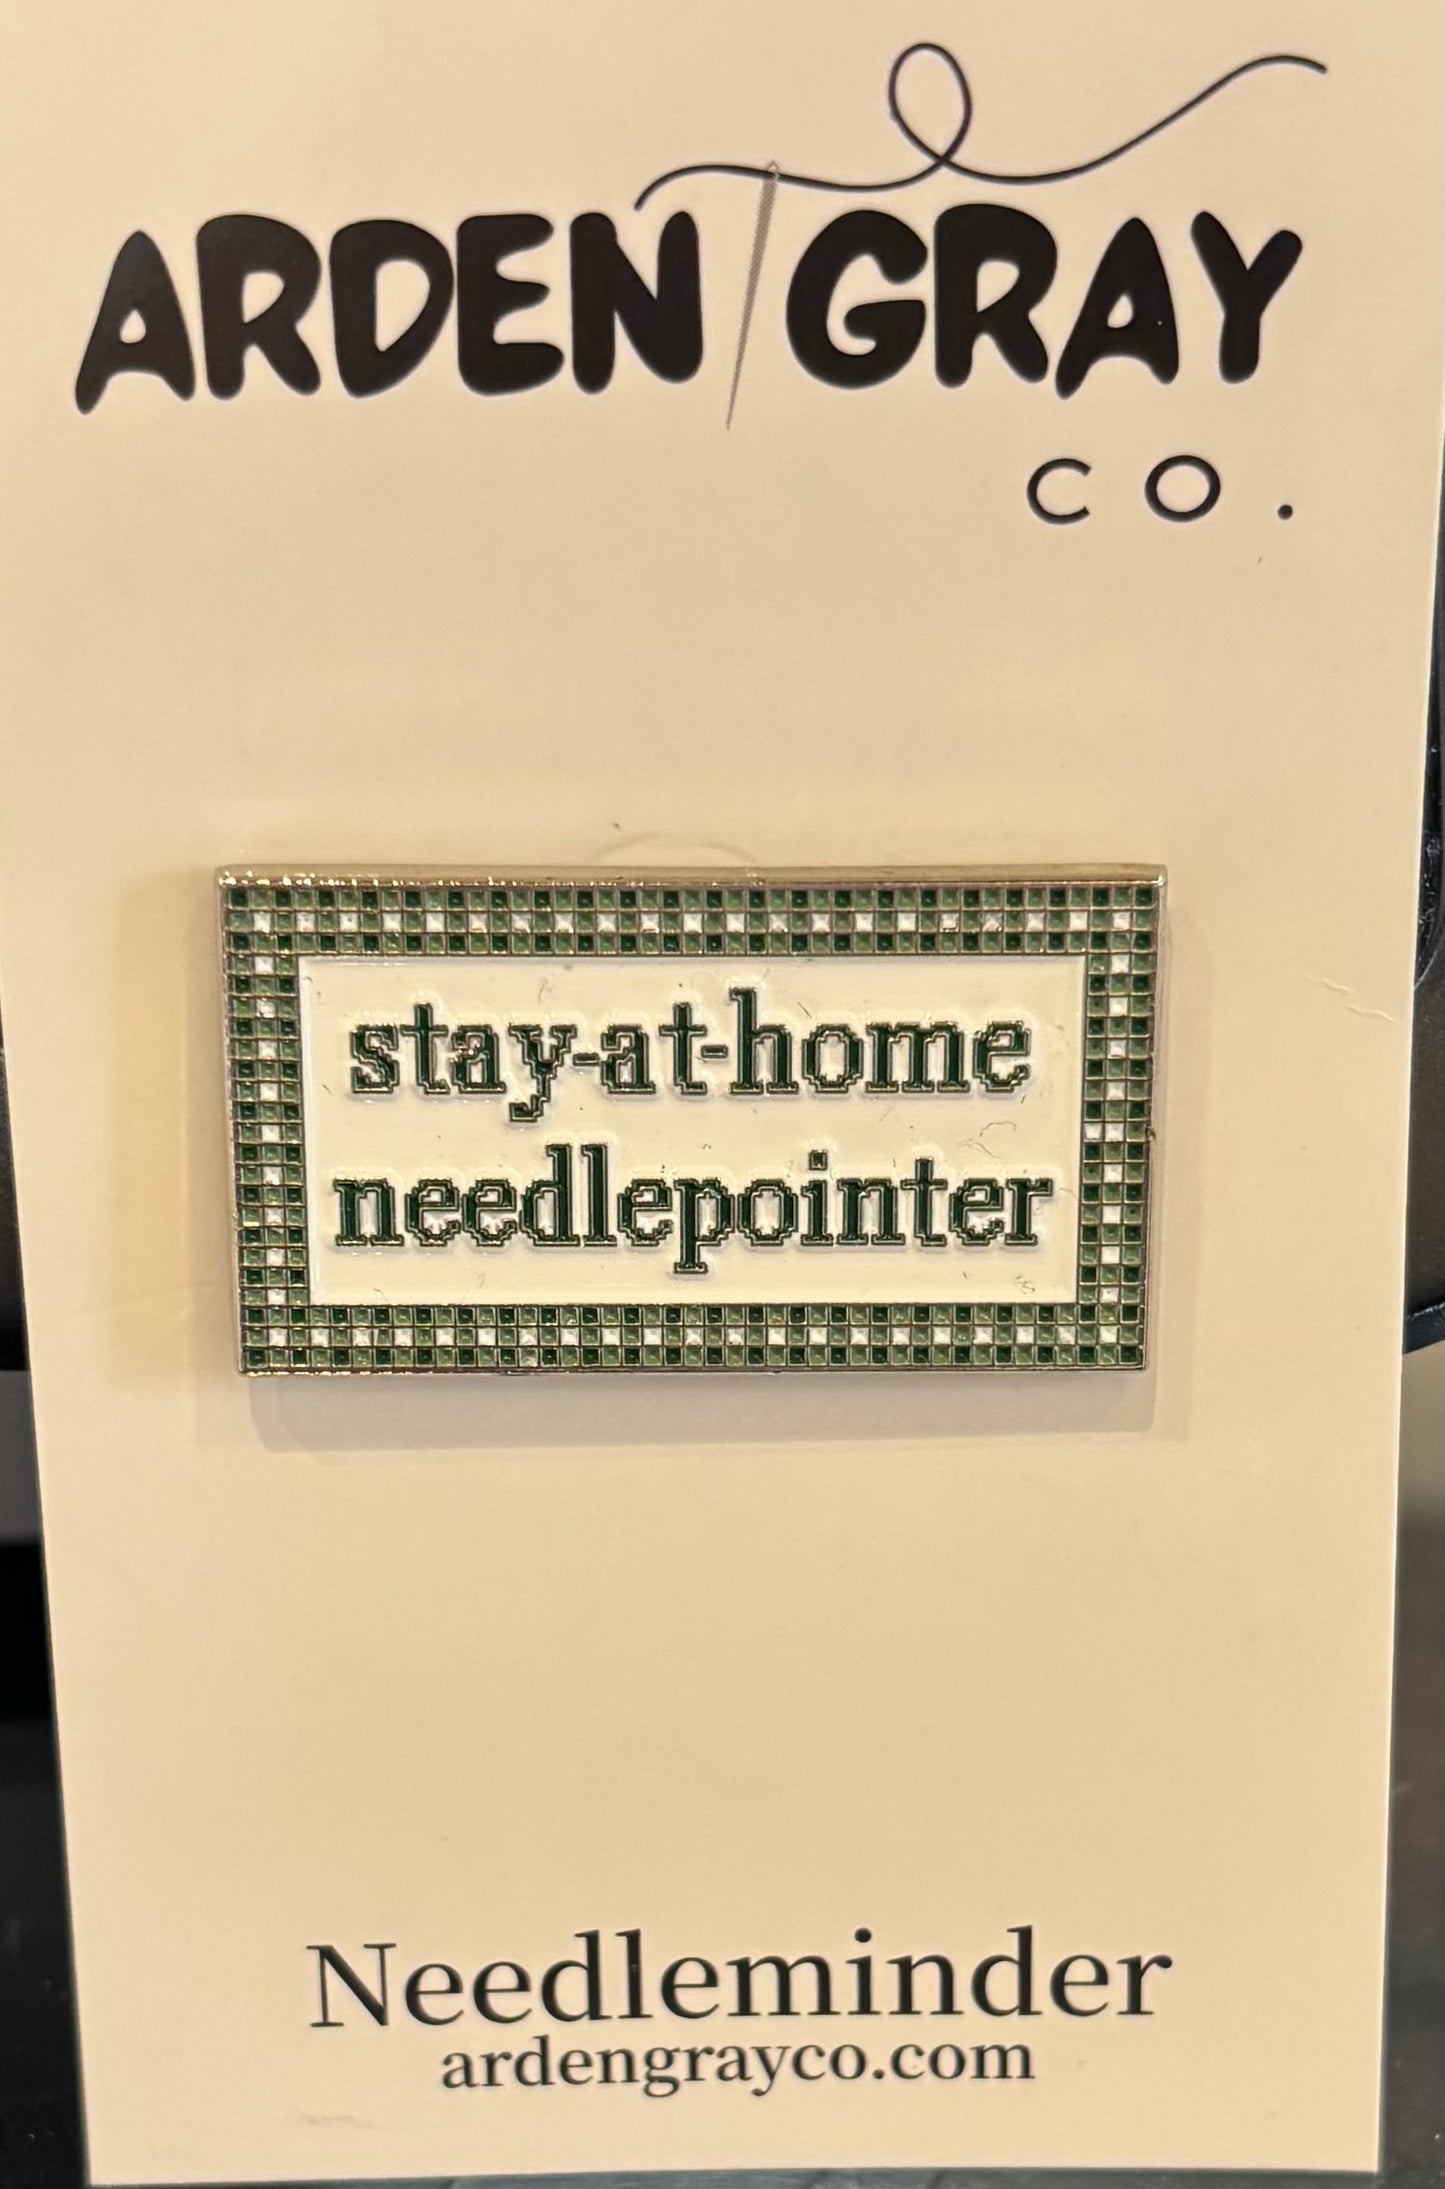 ARDEN GRAY
CO.
stay-at-home
needlepointer
Needleminder
ardengrayco.com